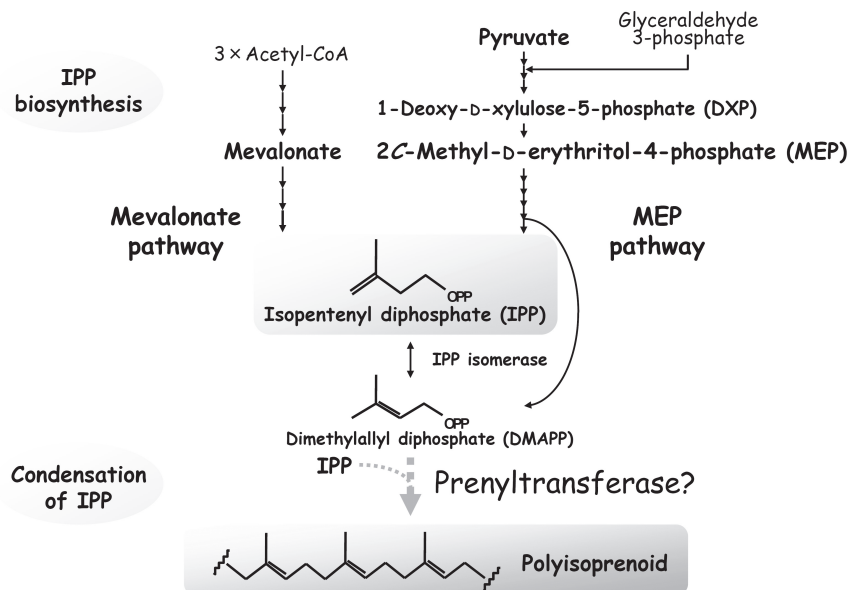 Glyceraldehyde
3-phosphate
Pyruvate
3 × Acetyl-CoA
IPP
biosynthesis
1-Deoxy-D-xylulose-5-phosphate (DXP)
Mevalonate
2C-Methyl-D-erythritol-4-phosphate (MEP)
Mevalonate
pathway
MEP
pathway
OPP
Isopentenyl diphosphate (IPP)
IPP isomerase
OPP
Dimethylallyl diphosphate (DMAPP)
IPP
Condensation
of IPP
Prenyltransferase?
Polyisoprenoid